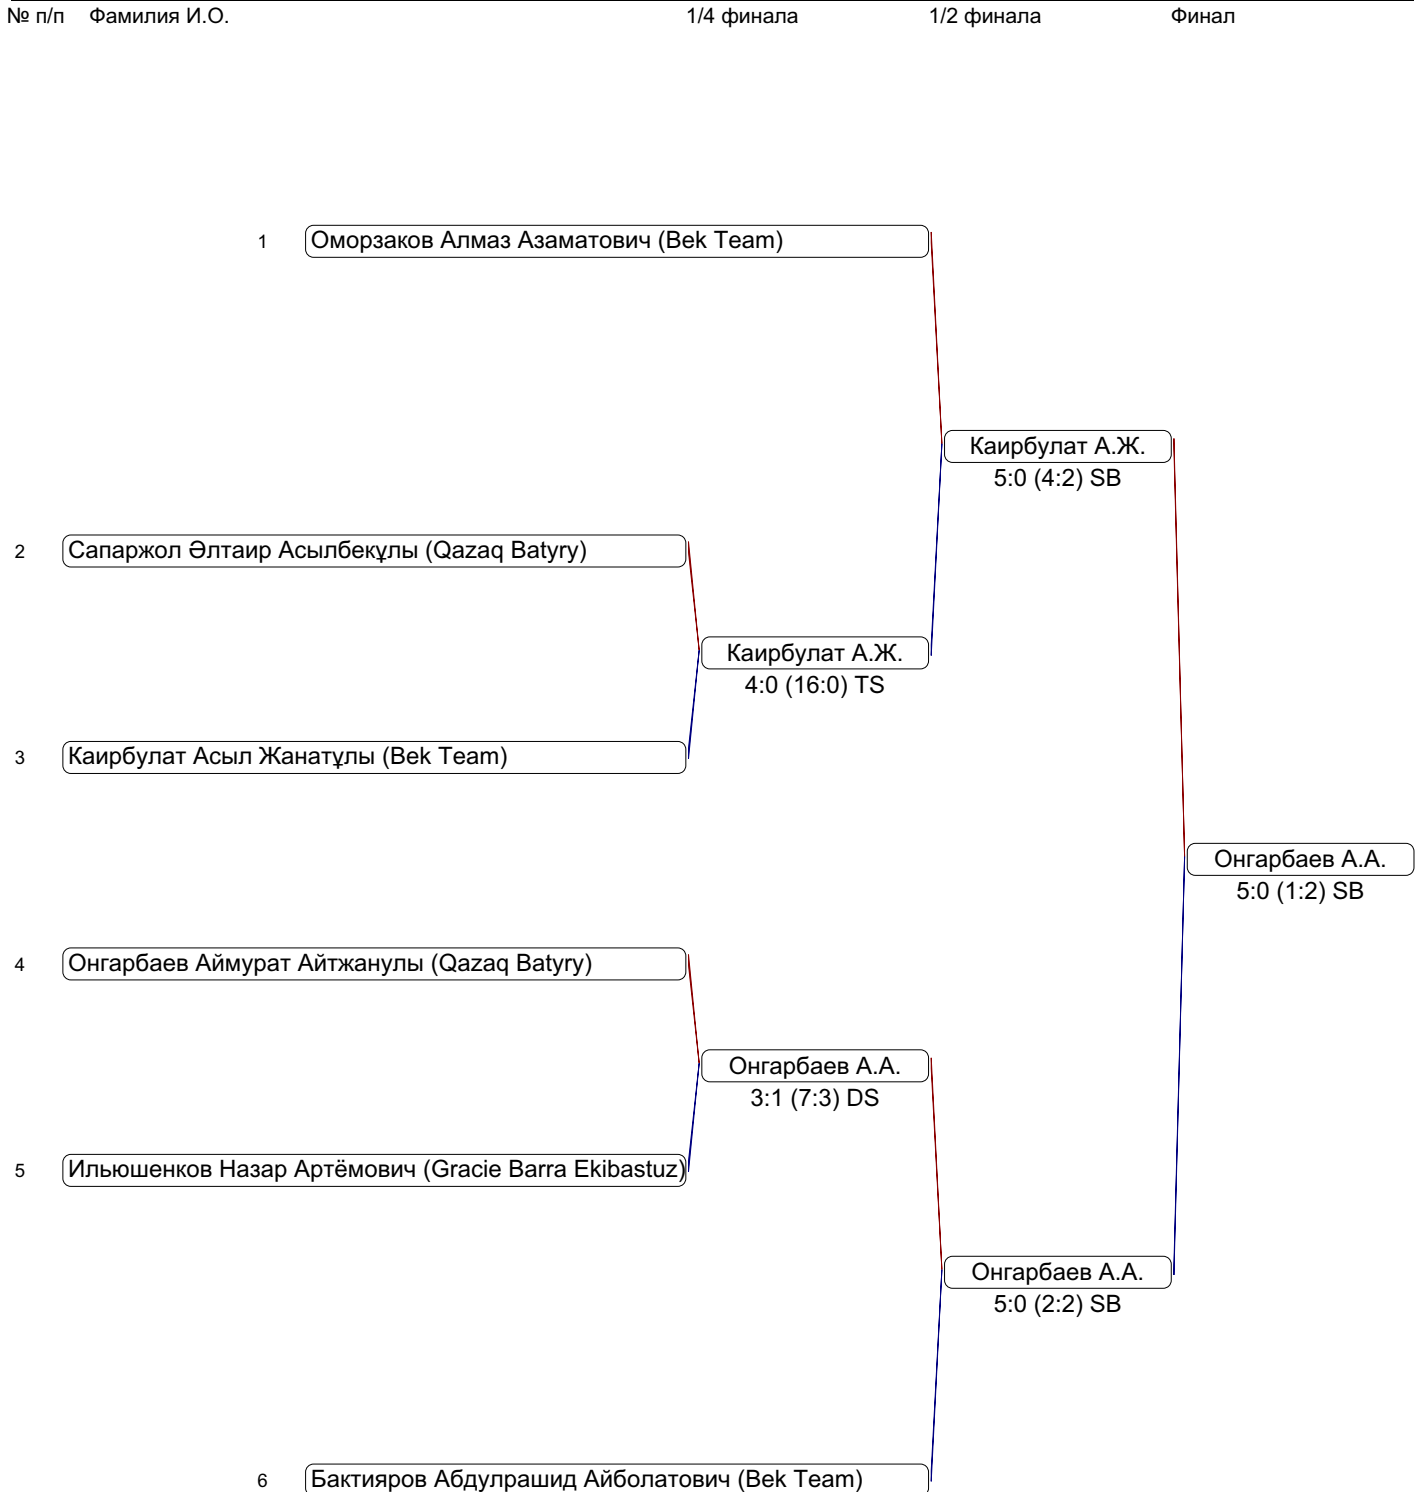 № п/п Фамилия И.О. 1/4 финала 1/2 финала Финал
1 Оморзаков Алмаз Азаматович (Bek Team)
Каирбулат А.Ж.
5:0 (4:2) SB
2 Сапаржол Әлтаир Асылбекұлы (Qazaq Batyry)
Каирбулат А.Ж.
4:0 (16:0) TS
3 Каирбулат Асыл Жанатұлы (Bek Team)
Онгарбаев А.А.
5:0 (1:2) SB
4 Онгарбаев Аймурат Айтжанулы (Qazaq Batyry)
Онгарбаев А.А.
3:1 (7:3) DS
5 Ильюшенков Назар Артёмович (Gracie Barra Ekibastuz)
Онгарбаев А.А.
5:0 (2:2) SB
6 Бактияров Абдулрашид Айболатович (Bek Team)